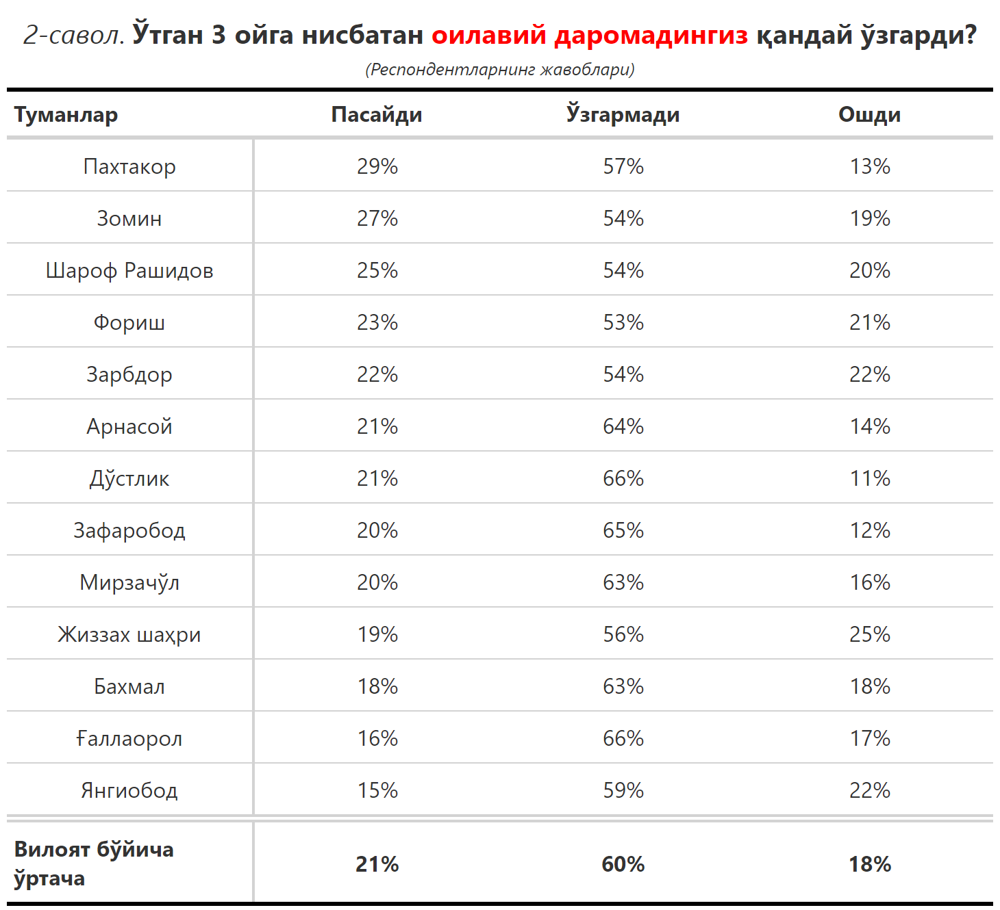 2-савол. Ўтган 3 ойга нисбатан оилавий даромадингиз қандай ўзгарди?
(Респондентларнинг жавоблари)
Туманлар Пасайди Ўзгармади Ошди
Пахтакор 29% 57% 13%
Зомин 27% 54% 19%
Шароф Рашидов 25% 54% 20%
Фориш 23% 53% 21%
Зарбдор 22% 54% 22%
Арнасой 21% 64% 14%
Дўстлик 21% 66% 11%
Зафаробод 20% 65% 12%
Мирзачўл 20% 63% 16%
Жиззах шаҳри 19% 56% 25%
Бахмал 18% 63% 18%
Ғаллаорол 16% 66% 17%
Янгиобод 15% 59% 22%
Вилоят бўйича
ўртача 21% 60% 18%